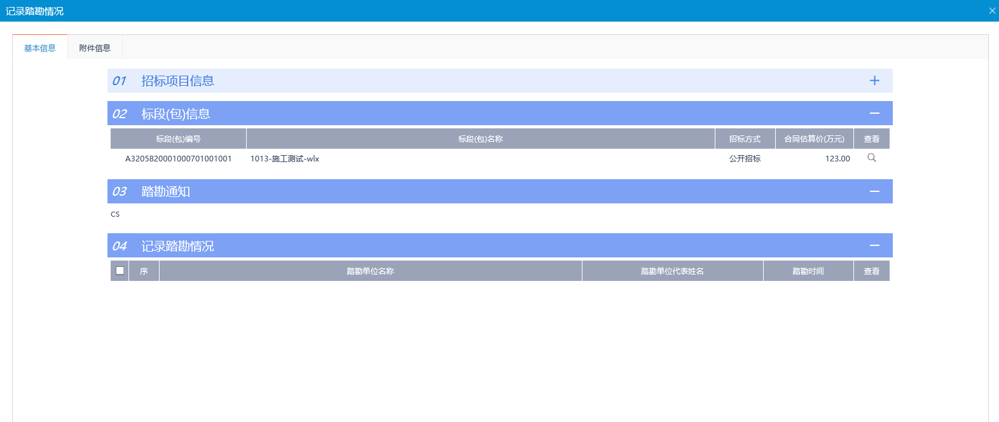 记录踏勘情况
基本信息 附件信息
01 招标项目信息
02 标段(包)信息
标段(包)编号 标段(包)名称 招标方式 合同估算价(万元) 查看
A3205820001000701001001 1013-施工测试-wlx 公开招标 123.00
03 踏勘通知
cs
04 记录踏勘情况
序 踏勘单位名称 踏勘单位代表姓名 踏勘时间 查看